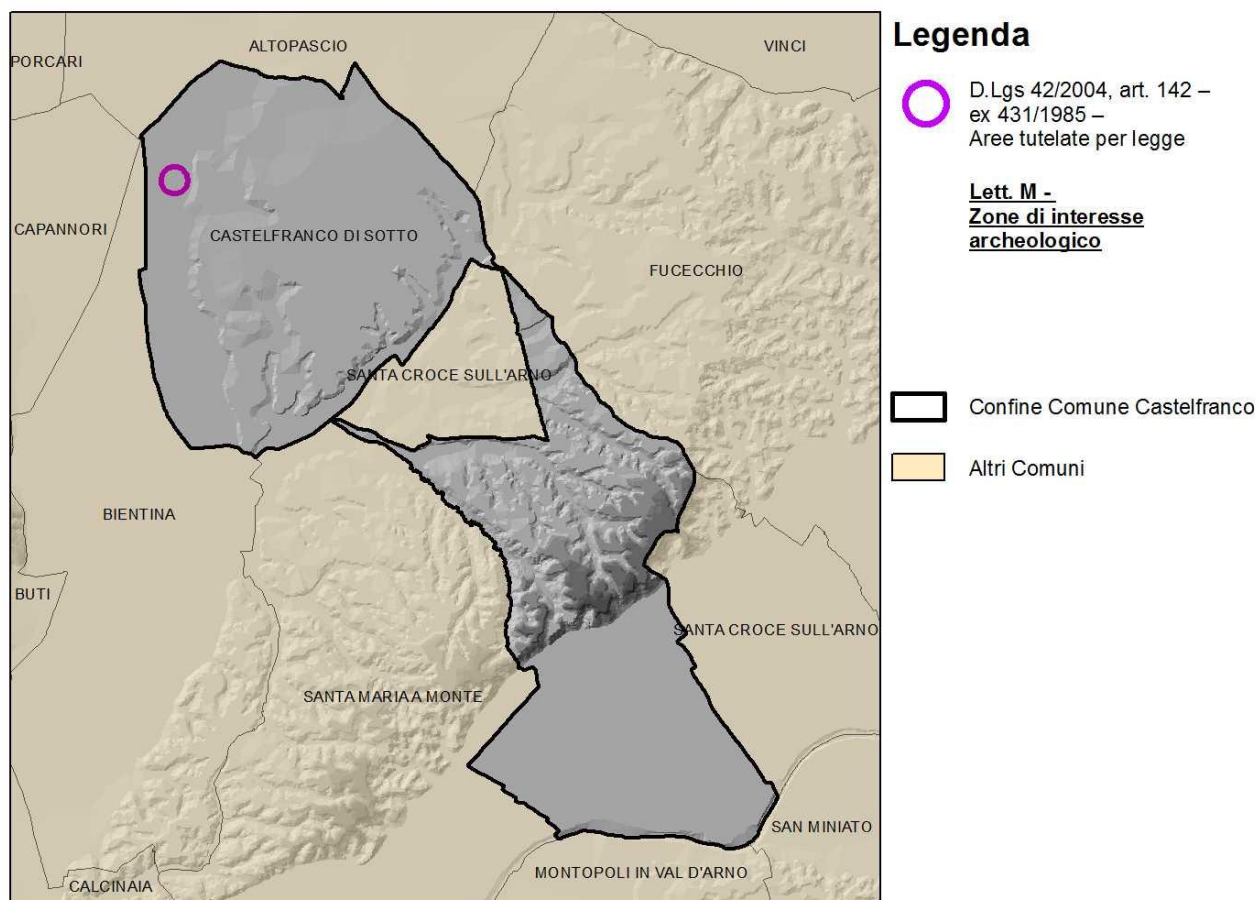 ALTOPASCIO
VINCI
PORCARI
CAPANNORI
CASTELFRANCO DI SOTTO
FUCECCHIO
SANTA CROCE SULL'ARNO
BIENTINA
BUTI
SANTA CROCE SULL'ARNO
SANTA MARIA A MONTE
SAN MINIATO
MONTOPOLI IN VAL D'ARNO
CALCINAIA
Legenda
D.Lgs 42/2004, art. 142 –
ex 431/1985 –
Aree tutelate per legge
Lett. M -
Zone di interesse
archeologico
Confine Comune Castelfranco
Altri Comuni